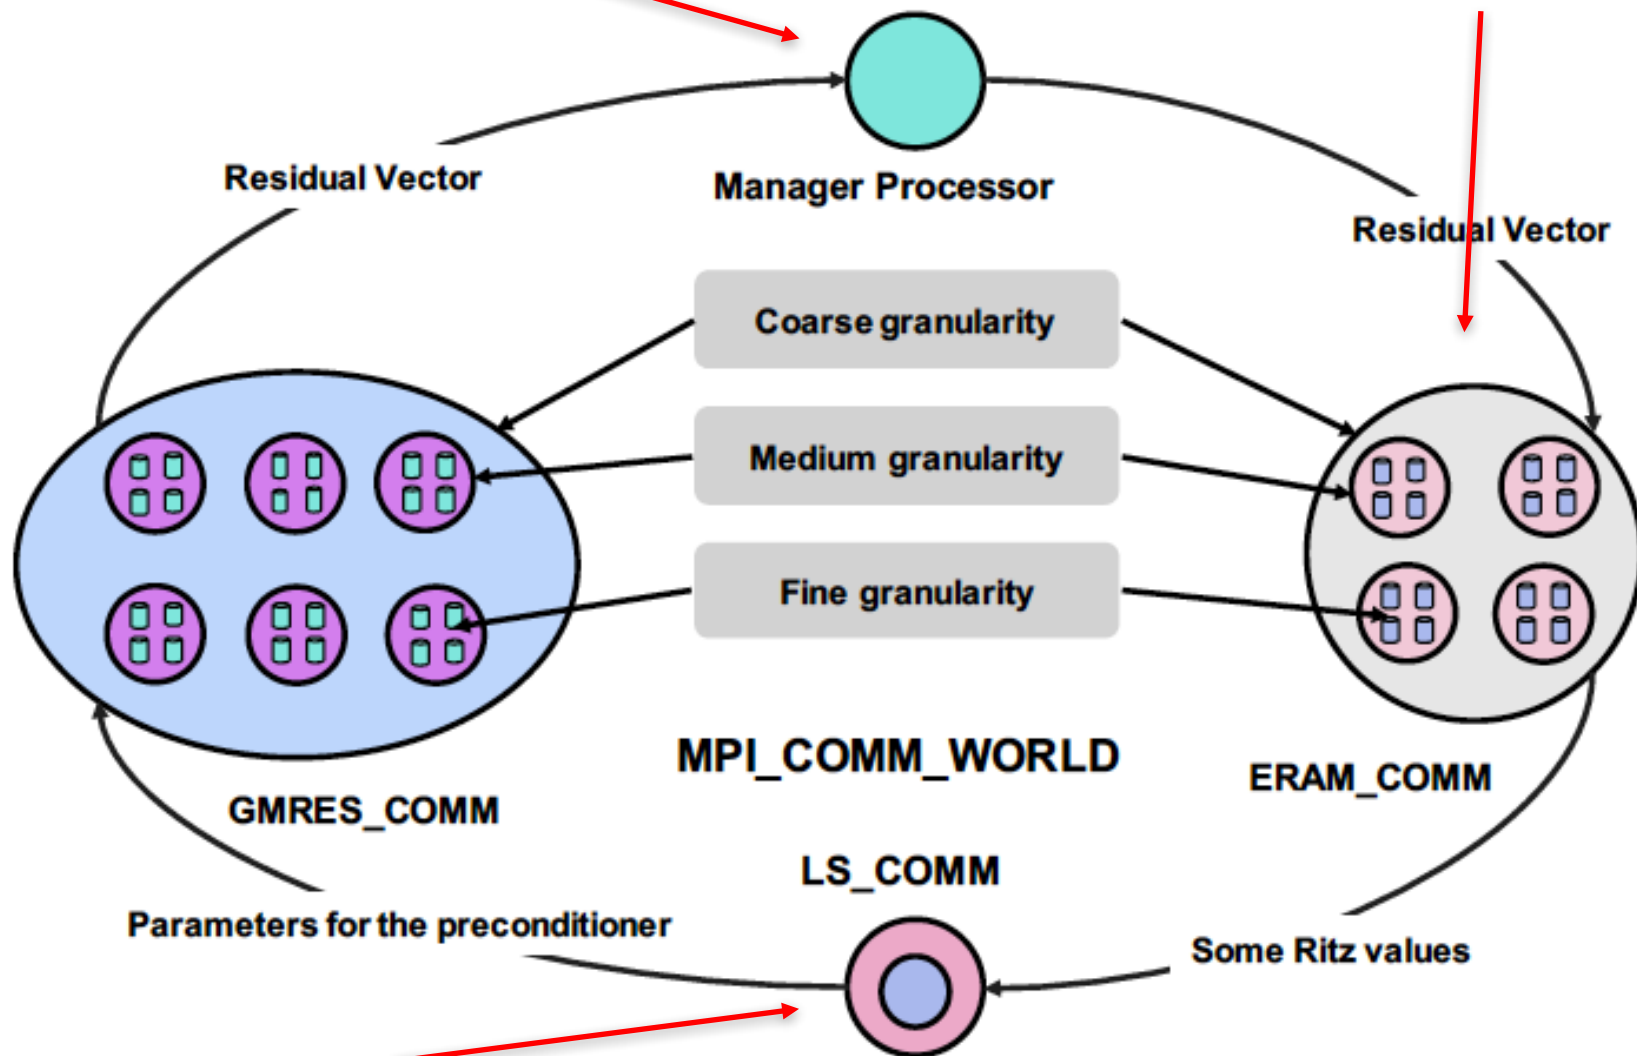 Residual Vector
Manager Processor
Residual Vector
Coarse granularity
Medium granularity
Fine granularity
MPI_COMM_WORLD
ERAM_COMM
GMRES_COMM
LS_COMM
Parameters for the preconditioner
Some Ritz values